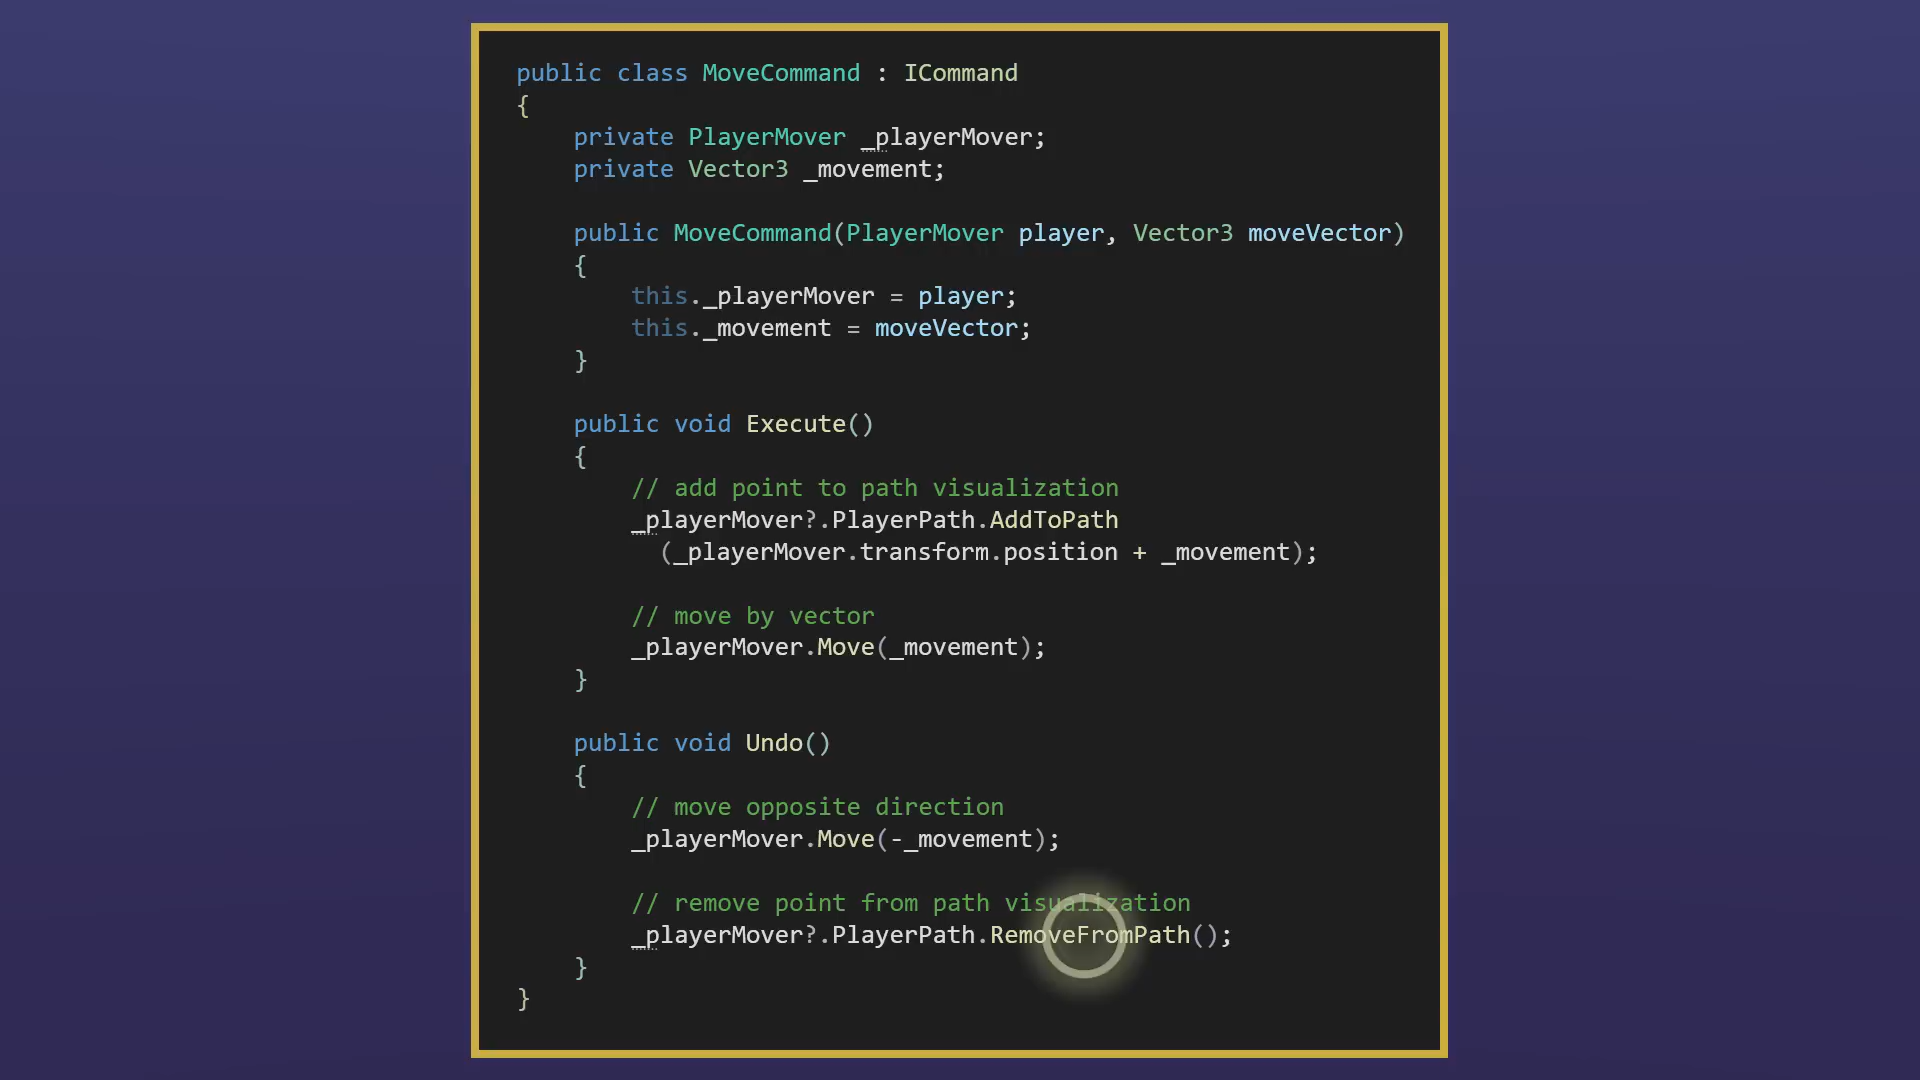 public class MoveCommand : ICommand
{
    private PlayerMover _playerMover;
    private Vector3 _movement;

    public MoveCommand(PlayerMover player, Vector3 moveVector)
    {
        this._playerMover = player;
        this._movement = moveVector;
    }

    public void Execute()
    {
        // add point to path visualization
        _playerMover?.PlayerPath.AddToPath
          (_playerMover.transform.position + _movement);

        // move by vector
        _playerMover.Move(_movement);
    }

    public void Undo()
    {
        // move opposite direction
        _playerMover.Move(-_movement);

        // remove point from path visualization
        _playerMover?.PlayerPath.RemoveFromPath();
    }
}